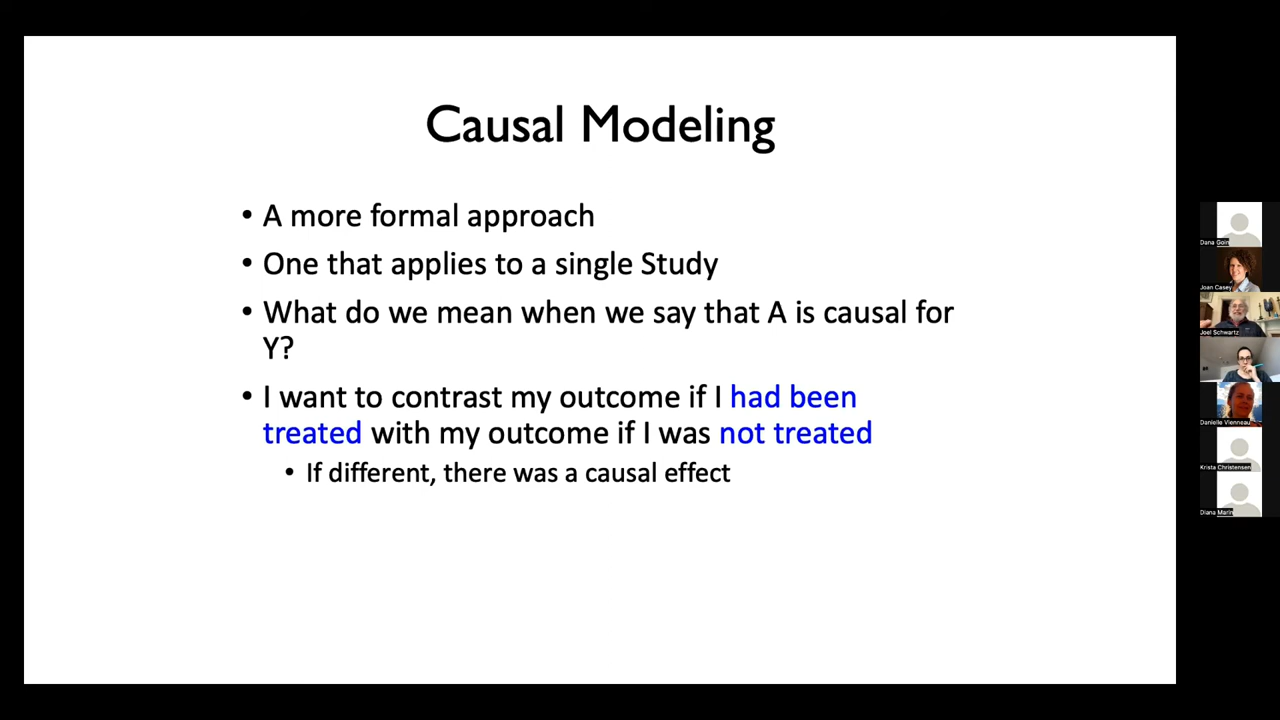 Causal Modeling
• A more formal approach
• One that applies to a single Study
• What do we mean when we say that A is causal for
Y?
• I want to contrast my outcome if I had been
treated with my outcome if I was not treated
• If different, there was a causal effect
Dana Goin
Joan Casey
Joel Schwartz
Danielle Vienneau
Krista Christensen
Diana Marin